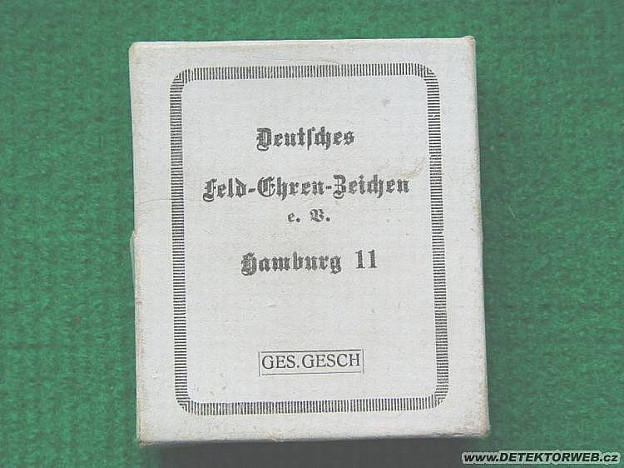 Deutſches
Feld-Ehren-Zeichen
e. V.
Hamburg 11
GES. GESCH
www.DETEKTORWEB.cz